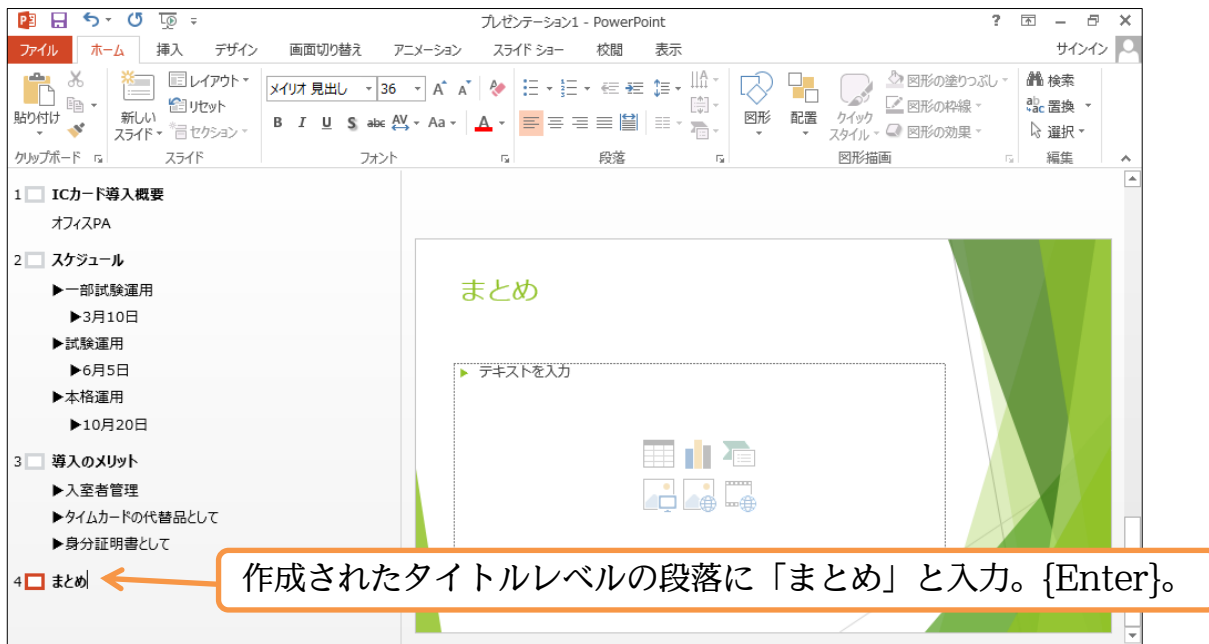 プレゼンテーション1 - PowerPoint
?
サインイン
ファイル ホーム 挿入 デザイン 画面切り替え アニメーション スライド ショー 校閲 表示
貼り付け
新しい
スライド
レイアウト
リセット
セクション
メイリオ 見出し 36
B I U S abc AV Aa A
図形
配置
クイック
スタイル
図形の塗りつぶし
図形の枠線
図形の効果
検索
置換
選択
クリップボード スライド フォント 段落 図形描画 編集
1 ICカード導入概要
オフィスPA
2 スケジュール
▶一部試験運用
▶3月10日
▶試験運用
▶6月5日
▶本格運用
▶10月20日
3 導入のメリット
▶入室者管理
▶タイムカードの代替品として
▶身分証明書として
4 まとめ
まとめ
▶ テキストを入力
作成されたタイトルレベルの段落に「まとめ」と入力。{Enter}。